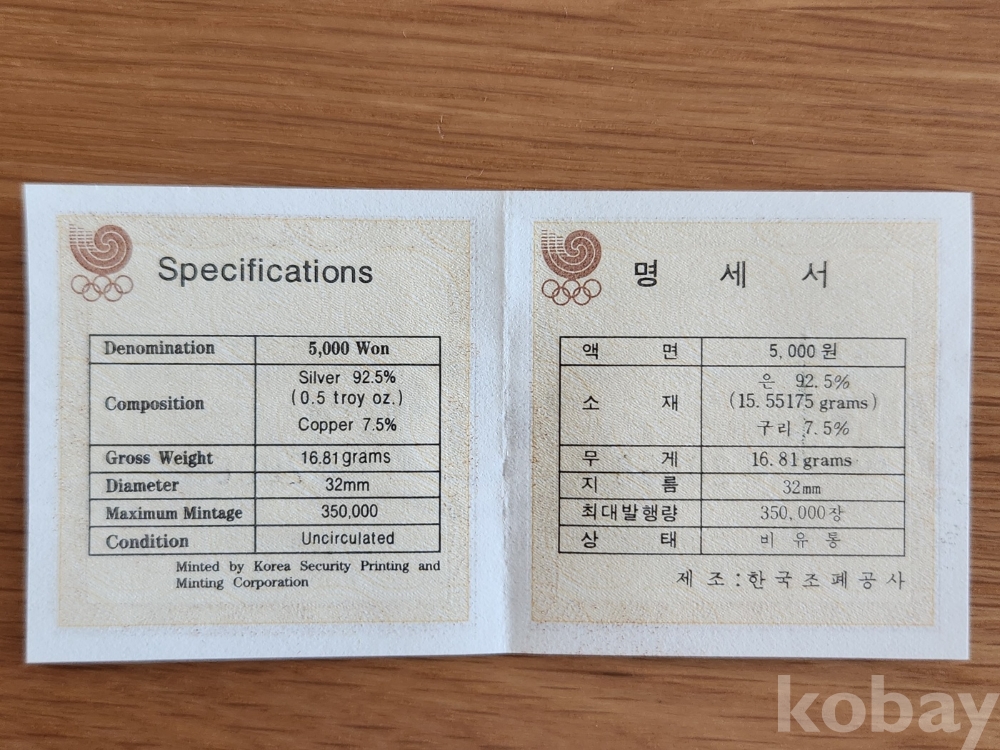 Specifications
Denomination 5,000 Won
Composition Silver 92.5%
(0.5 troy oz.)
Copper 7.5%
Gross Weight 16.81grams
Diameter 32mm
Maximum Mintage 350,000
Condition Uncirculated
Minted by Korea Security Printing and
Minting Corporation
명 세 서
액 면 5,000원
소 재 은 92.5%
(15.55175 grams)
구리 7.5%
무 게 16.81 grams
지 름 32mm
최대발행량 350,000장
상 태 비 유 통
제 조 : 한국조폐공사
kobay